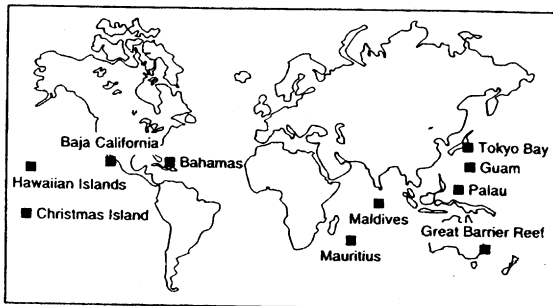 Baja California
Tokyo Bay
Bahamas
Guam
Hawaiian Islands
Palau
Christmas Island
Maldives
Great Barrier Reef
Mauritius